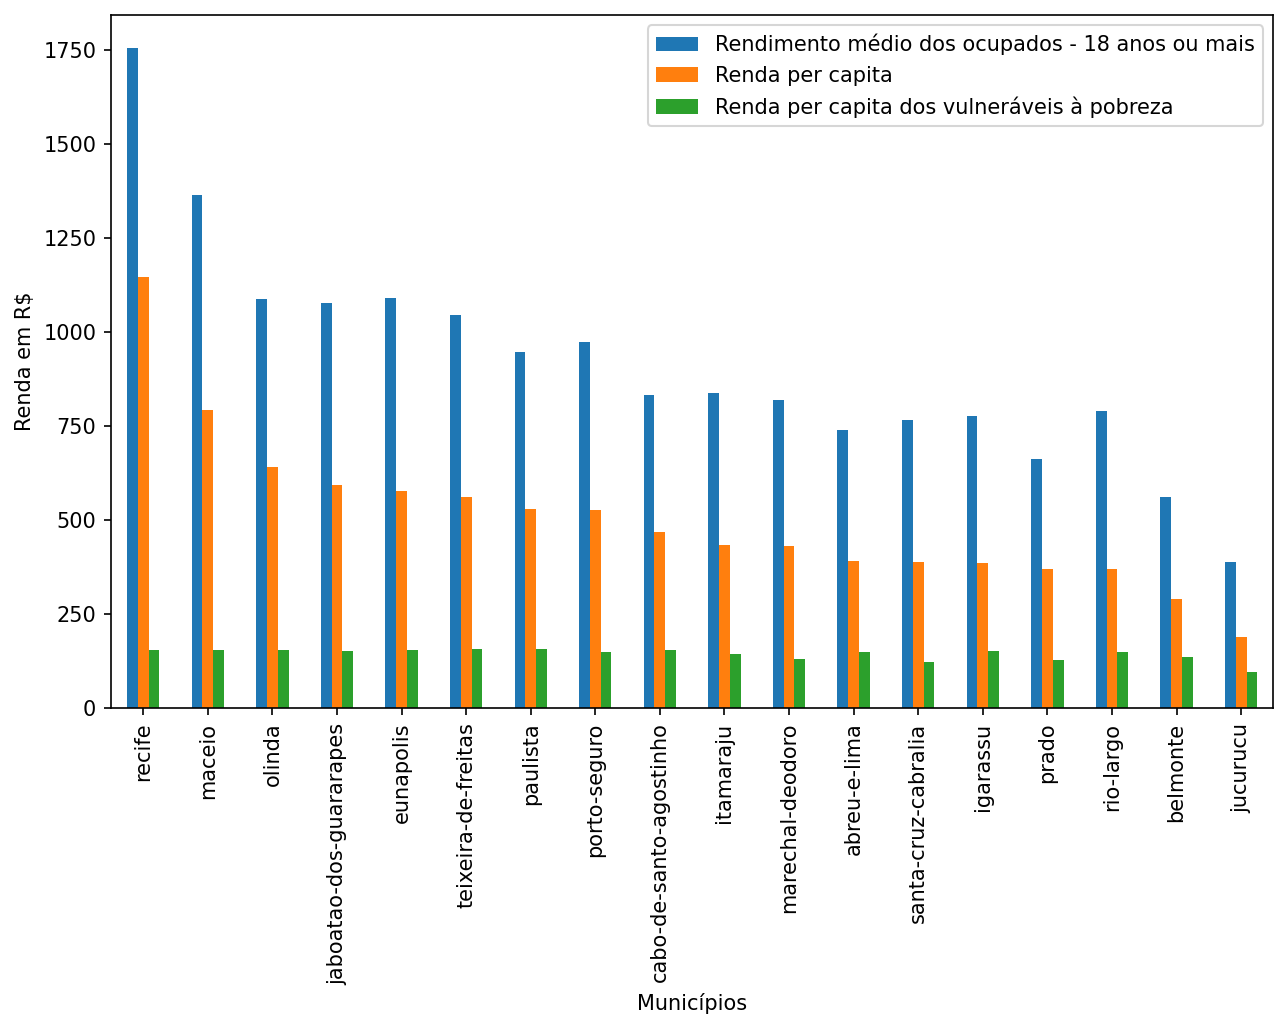 Rendimento médio dos ocupados - 18 anos ou mais
Renda per capita
Renda per capita dos vulneráveis à pobreza
Renda em R$
1750
1500
1250
1000
750
500
250
0
recife
maceio
olinda
jaboatao-dos-guararapes
eunapolis
teixeira-de-freitas
paulista
porto-seguro
cabo-de-santo-agostinho
itamaraju
marechal-deodoro
abreu-e-lima
santa-cruz-cabralia
igarassu
prado
rio-largo
belmonte
jucurucu
Municípios